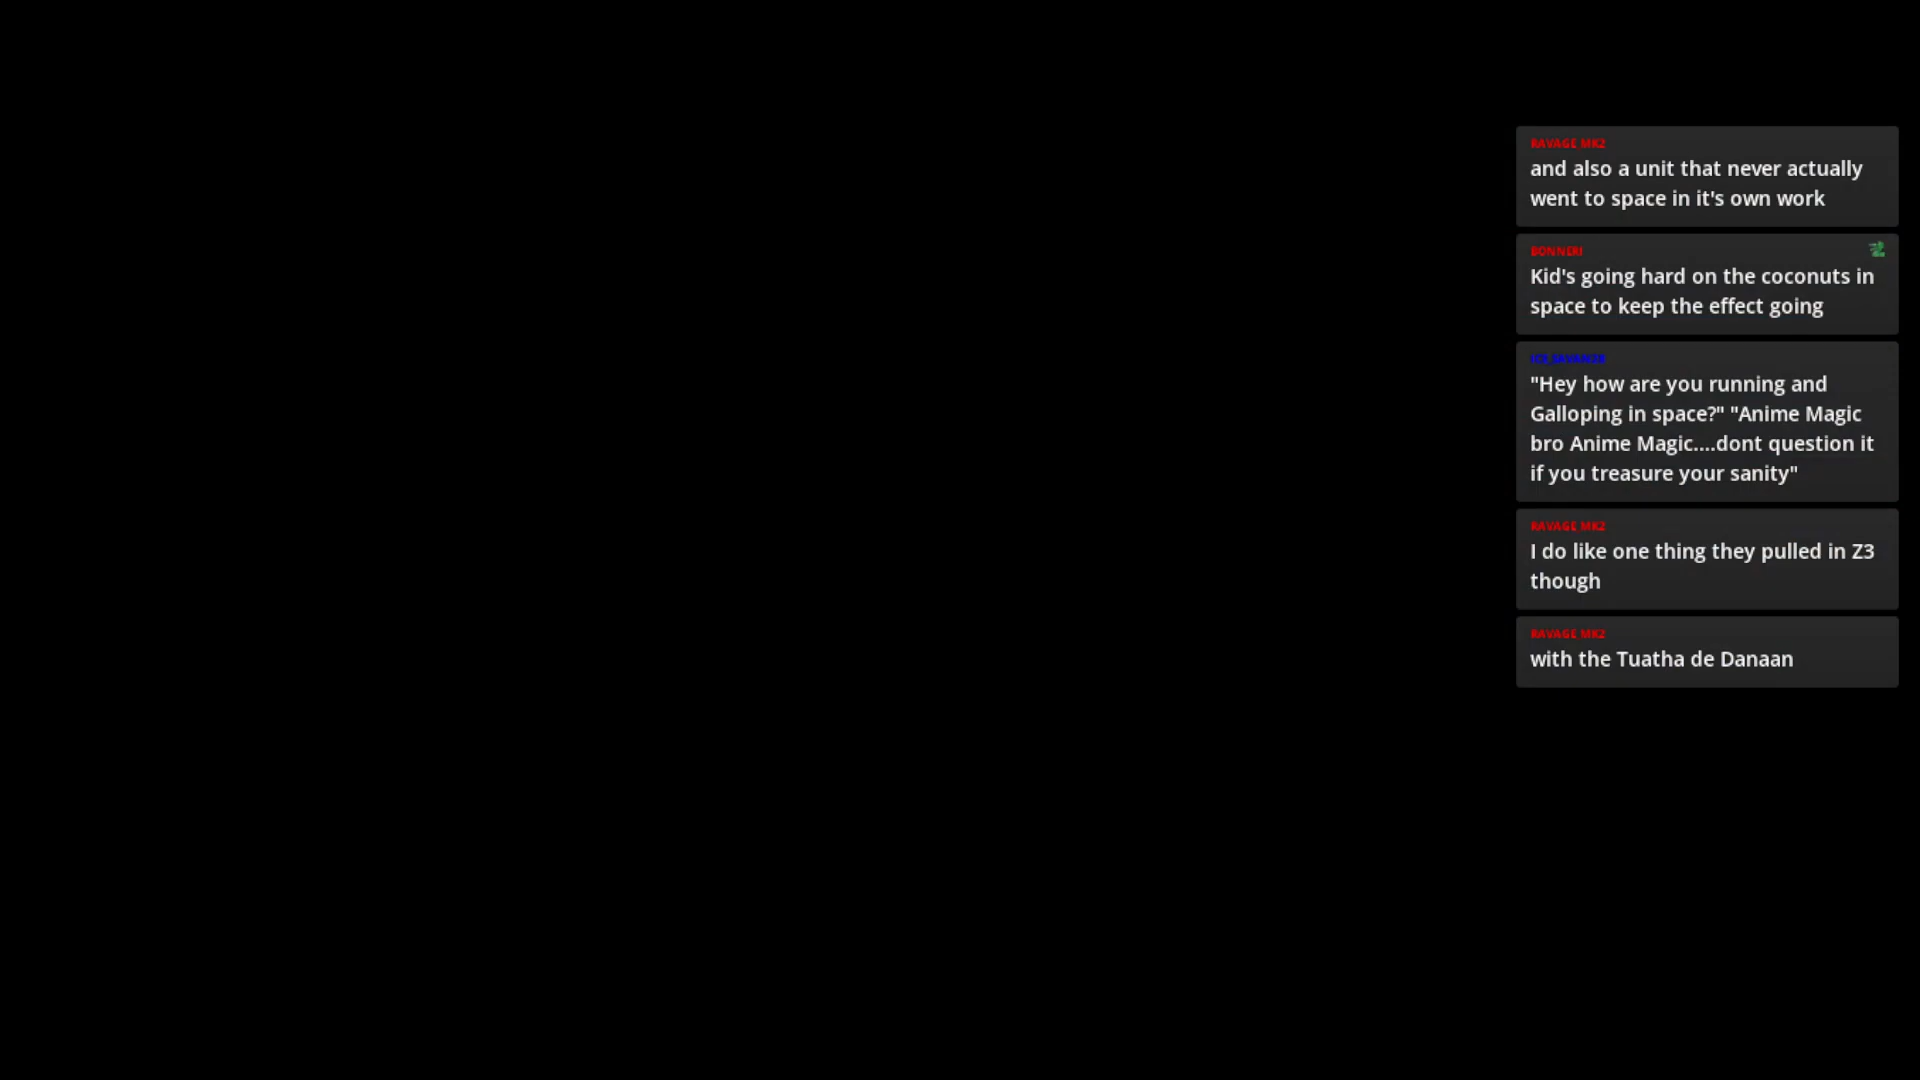 RAVAGE MK2
and also a unit that never actually
went to space in it's own work
BONNERJ
Kid's going hard on the coconuts in
space to keep the effect going
"Hey how are you running and
Galloping in space?" "Anime Magic
bro Anime Magic....dont question it
if you treasure your sanity"
RAVAGE MK2
I do like one thing they pulled in Z3
though
RAVAGE MK2
with the Tuatha de Danaan